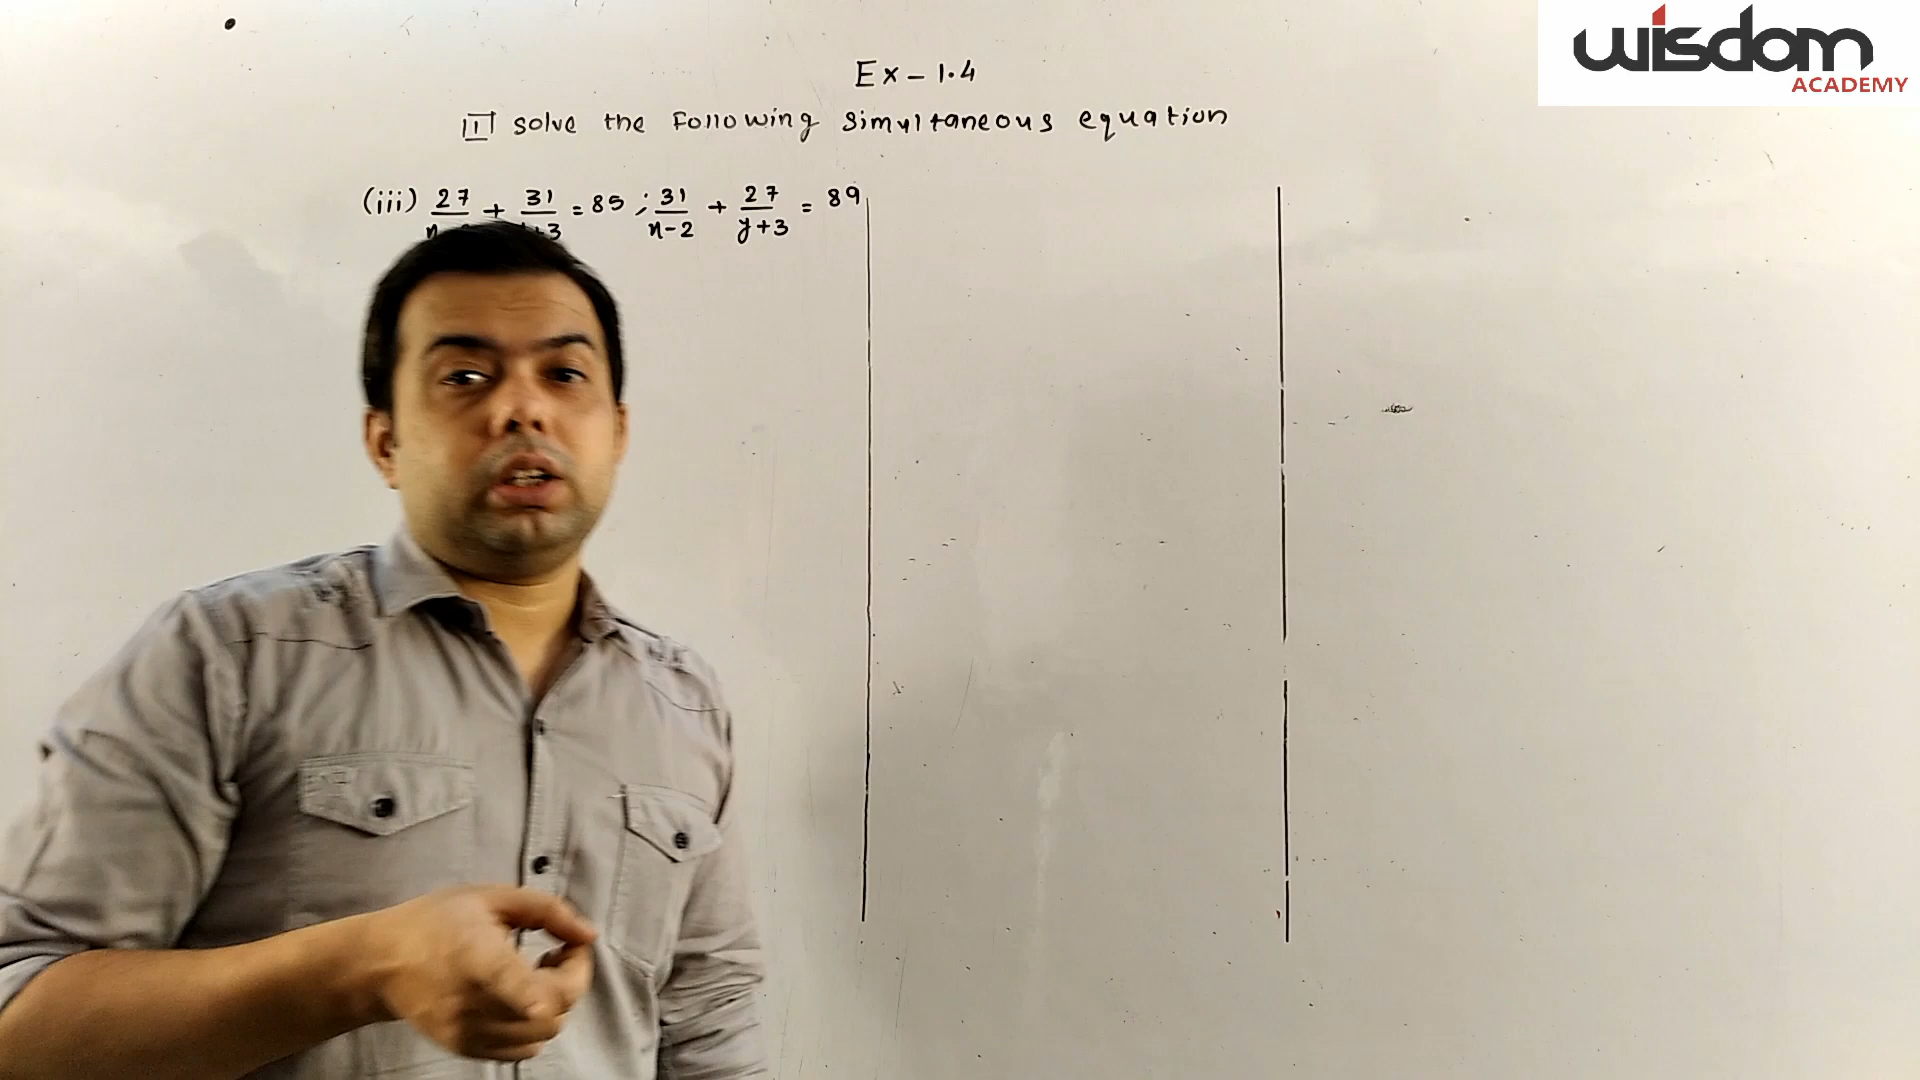 wisdom
ACADEMY
Ex - 1.4
1 solve the Following simultaneous equation
(iii) 27/ + 31/+3 = 85 ; 31/x-2 + 27/y+3 = 89